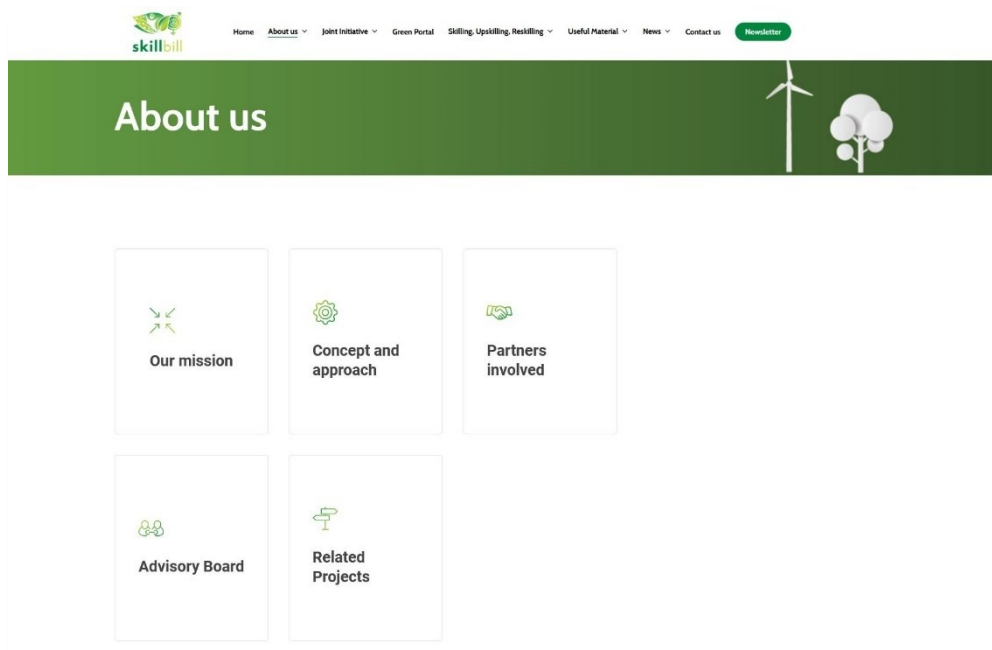 skillbill
Home About us Joint Initiative Green Portal Skilling, Upskilling, Reskilling Useful Material News Contact us Newsletter
About us
Our mission
Concept and
approach
Partners
involved
Advisory Board
Related
Projects